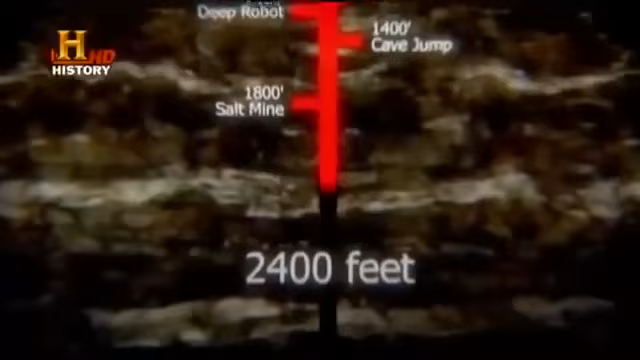 Deep Robot
1400'
Cave Jump
H HD
HISTORY
1800'
Salt Mine
2400 feet